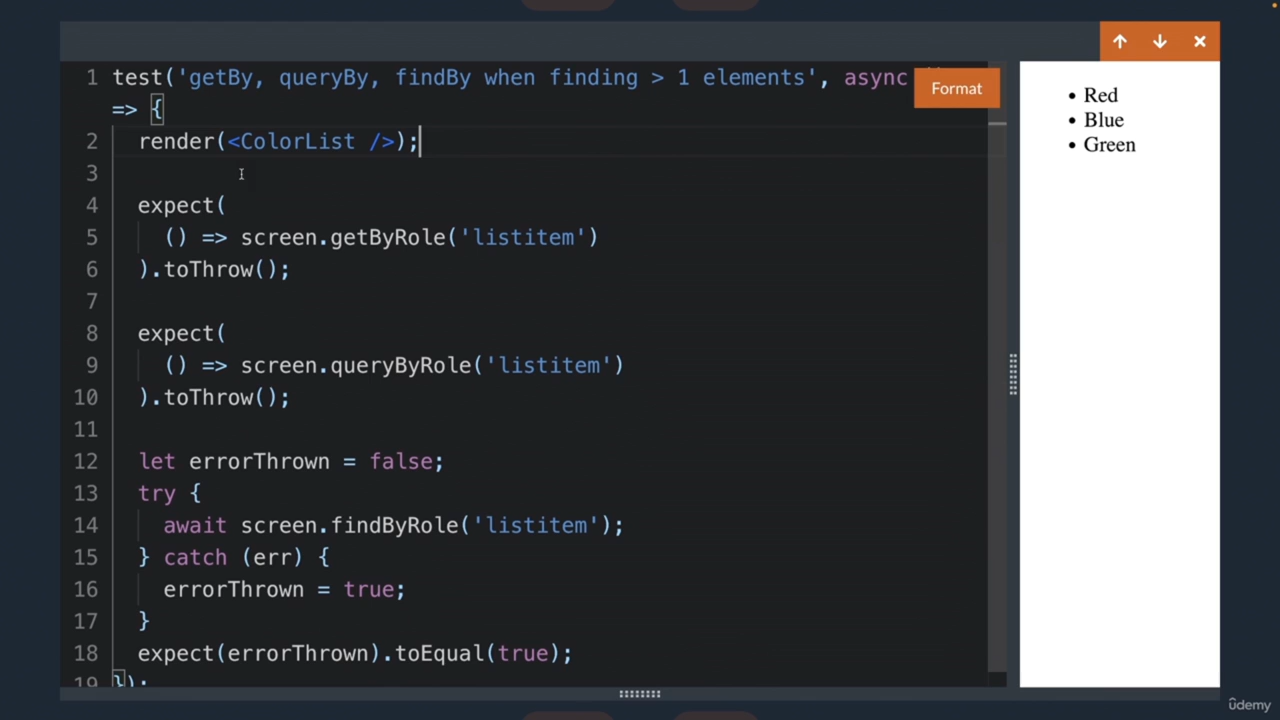 1 test('getBy, queryBy, findBy when finding > 1 elements', async
=> {
Format
2 render(<ColorList />);
3
4 expect(
5 () => screen.getByRole('listitem')
6 ).toThrow();
7
8 expect(
9 () => screen.queryByRole('listitem')
10 ).toThrow();
11
12 let errorThrown = false;
13 try {
14 await screen.findByRole('listitem');
15 } catch (err) {
16 errorThrown = true;
17 }
18 expect(errorThrown).toEqual(true);
19 });
• Red
• Blue
• Green
ûdemy